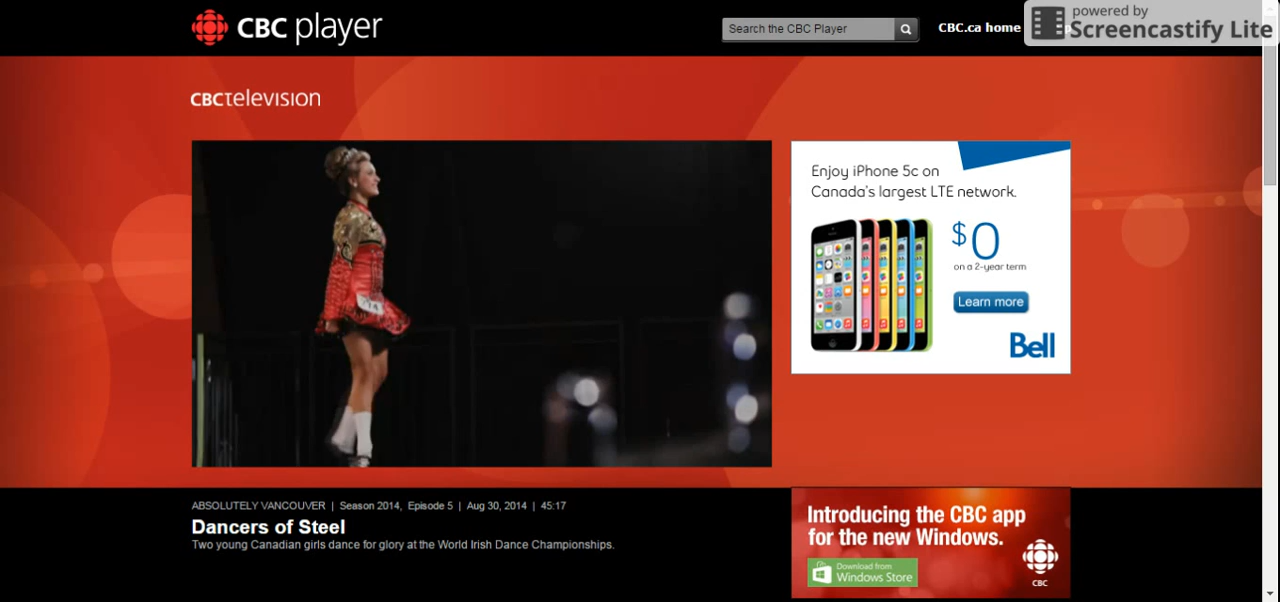 CBC player
Search the CBC Player
CBC.ca home
powered by
Screencastify Lite
CBCtelevision
Enjoy iPhone 5c on
Canada's largest LTE network.
$0
on a 2-year term
Learn more
Bell
ABSOLUTELY VANCOUVER | Season 2014, Episode 5 | Aug 30, 2014 | 45:17
Dancers of Steel
Two young Canadian girls dance for glory at the World Irish Dance Championships.
Introducing the CBC app
for the new Windows.
Download from
Windows Store
CBC